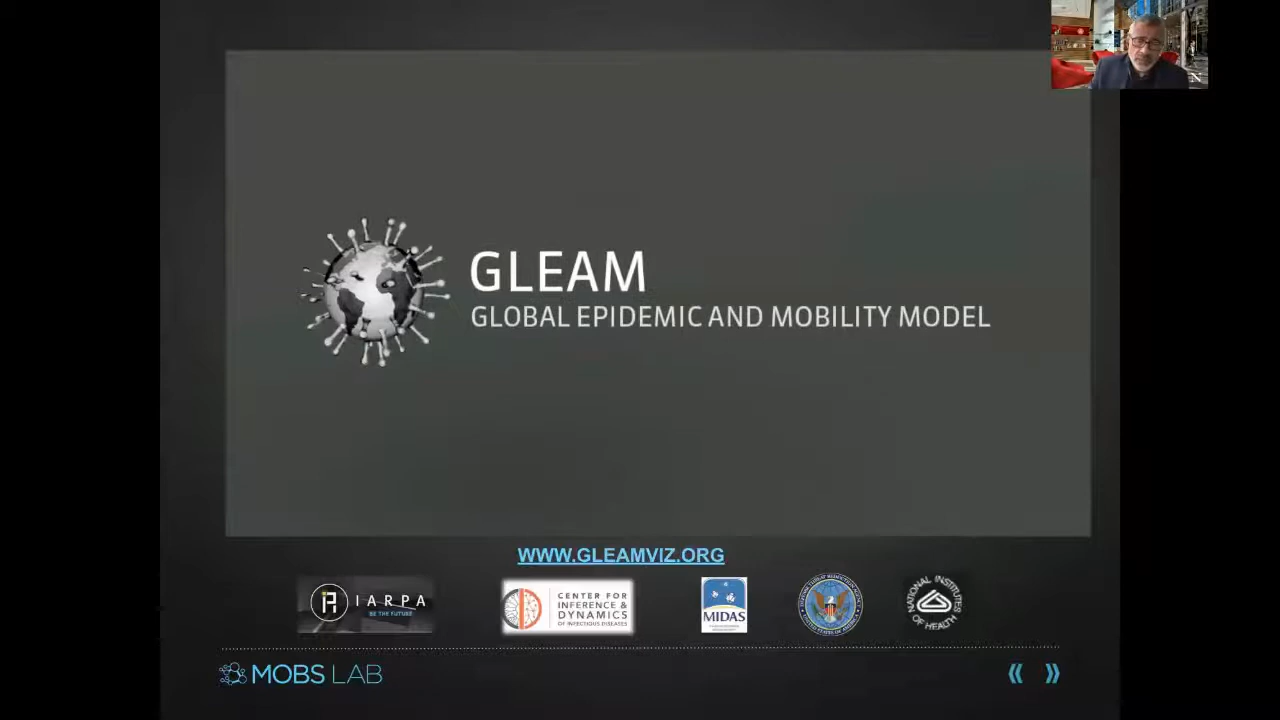 GLEAM
GLOBAL EPIDEMIC AND MOBILITY MODEL
WWW.GLEAMVIZ.ORG
IARPA
BE THE FUTURE
CENTER FOR
INFERENCE &
DYNAMICS
OF INFECTIOUS DISEASES
MIDAS
NATIONAL INSTITUTES
OF HEALTH
MOBS LAB
N